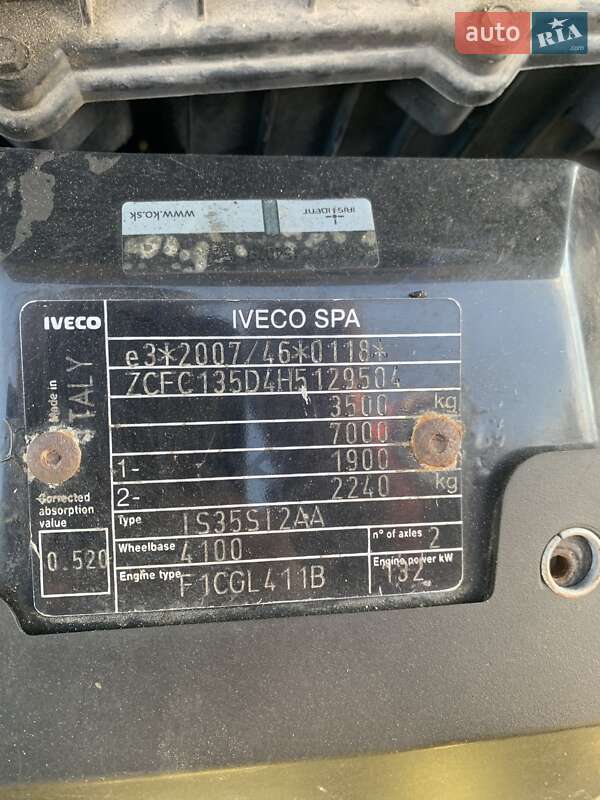 auto RIA .com
www.ko.sk
IVECO
IVECO SPA
e3*2007/46*0118*
ZCFC135D4H5129504
3500 kg
7000
1- 1900
2- 2240 kg
Made in ITALY
Corrected absorption value
0.520
Type IS35SI2AA
Wheelbase 4100
n° of axles 2
Engine type F1CGL411B
Engine power kW 132